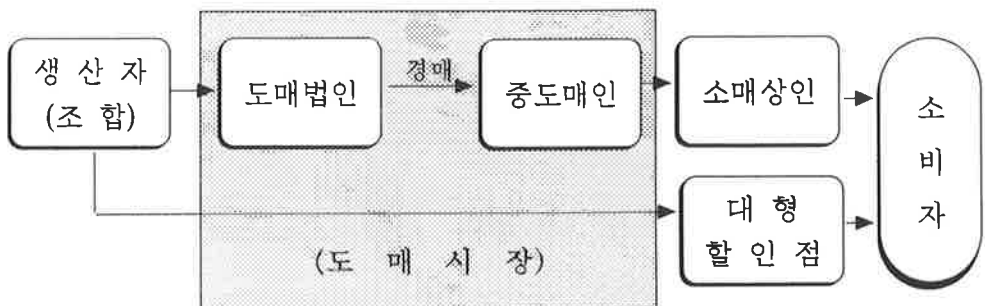 생 산 자
(조 합)
도매법인
경매
중도매인
소매상인
소
비
자
대 형
할 인 점
(도 매 시 장)